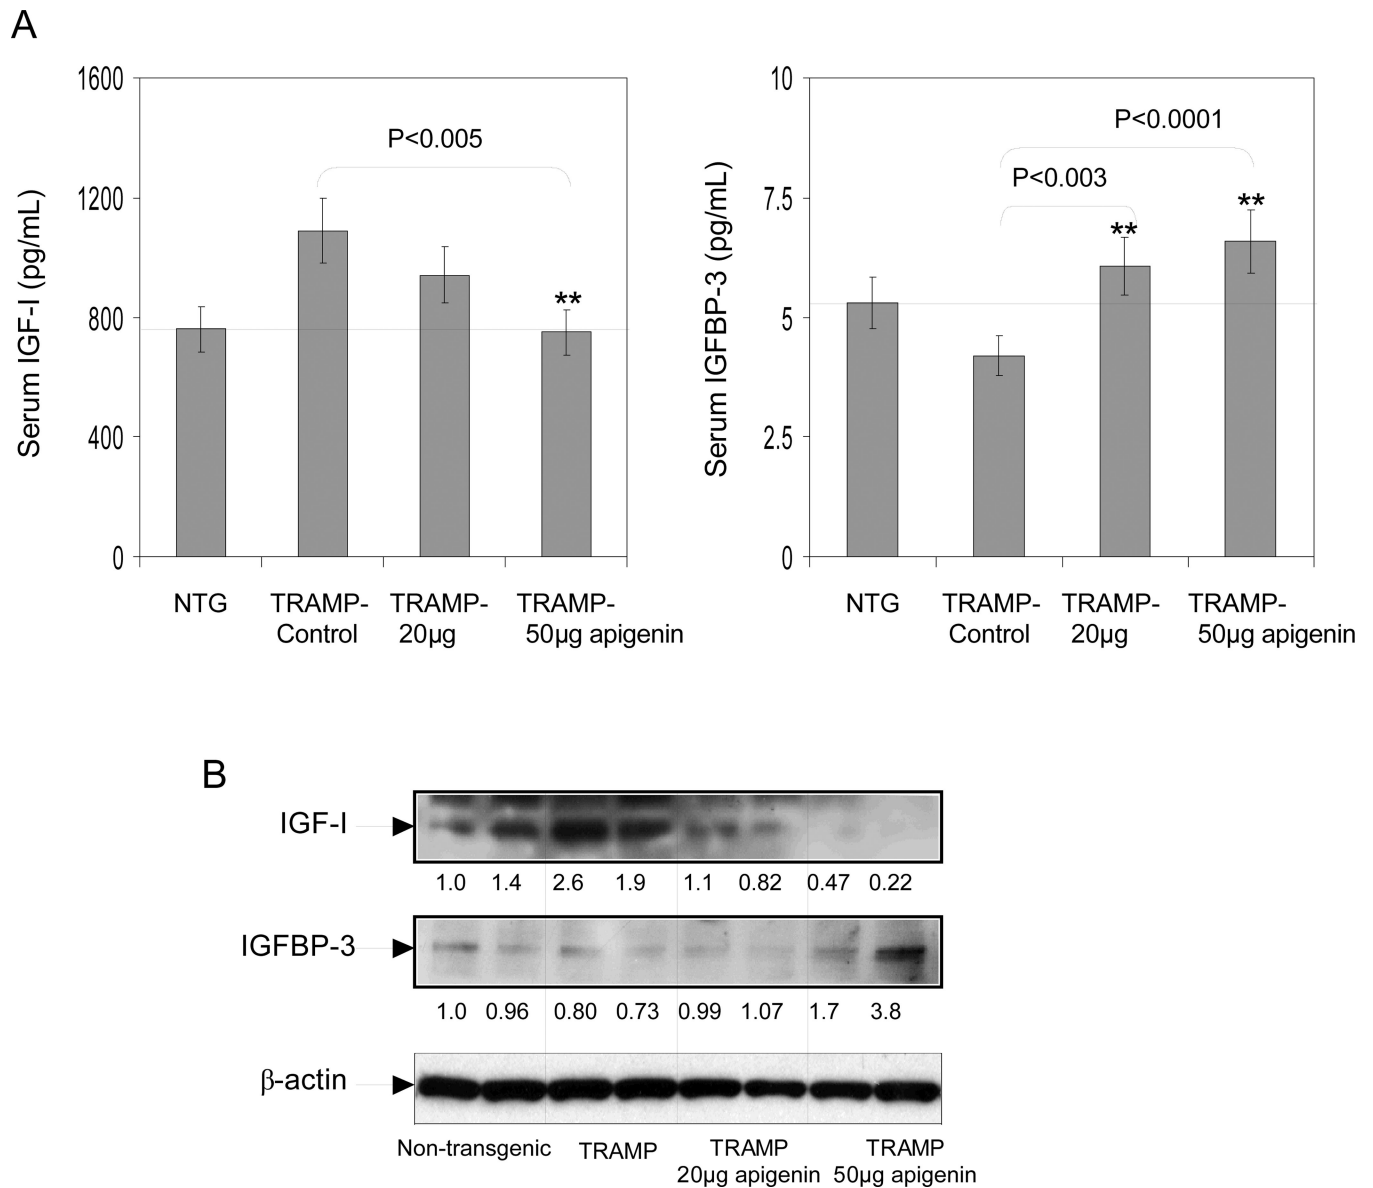 A
Serum IGF-I (pg/mL)
1600
1200
800
400
0
P<0.005
**
NTG
TRAMP-
Control
TRAMP-
20µg
TRAMP-
50µg apigenin
Serum IGFBP-3 (pg/mL)
10
7.5
5
2.5
0
P<0.0001
P<0.003
**
**
NTG
TRAMP-
Control
TRAMP-
20µg
TRAMP-
50µg apigenin
B
IGF-I
1.0 1.4 2.6 1.9 1.1 0.82 0.47 0.22
IGFBP-3
1.0 0.96 0.80 0.73 0.99 1.07 1.7 3.8
β-actin
Non-transgenic
TRAMP
TRAMP
20µg apigenin
TRAMP
50µg apigenin